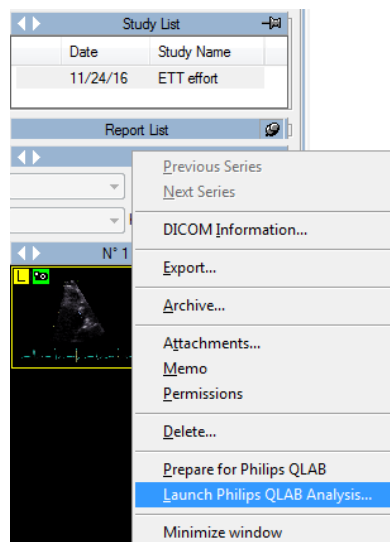 Study List
Date Study Name
11/24/16 ETT effort
Report List
Previous Series
Next Series
DICOM Information...
N° 1
L
Export...
Archive...
Attachments...
Memo
Permissions
Delete...
Prepare for Philips QLAB
Launch Philips QLAB Analysis...
Minimize window